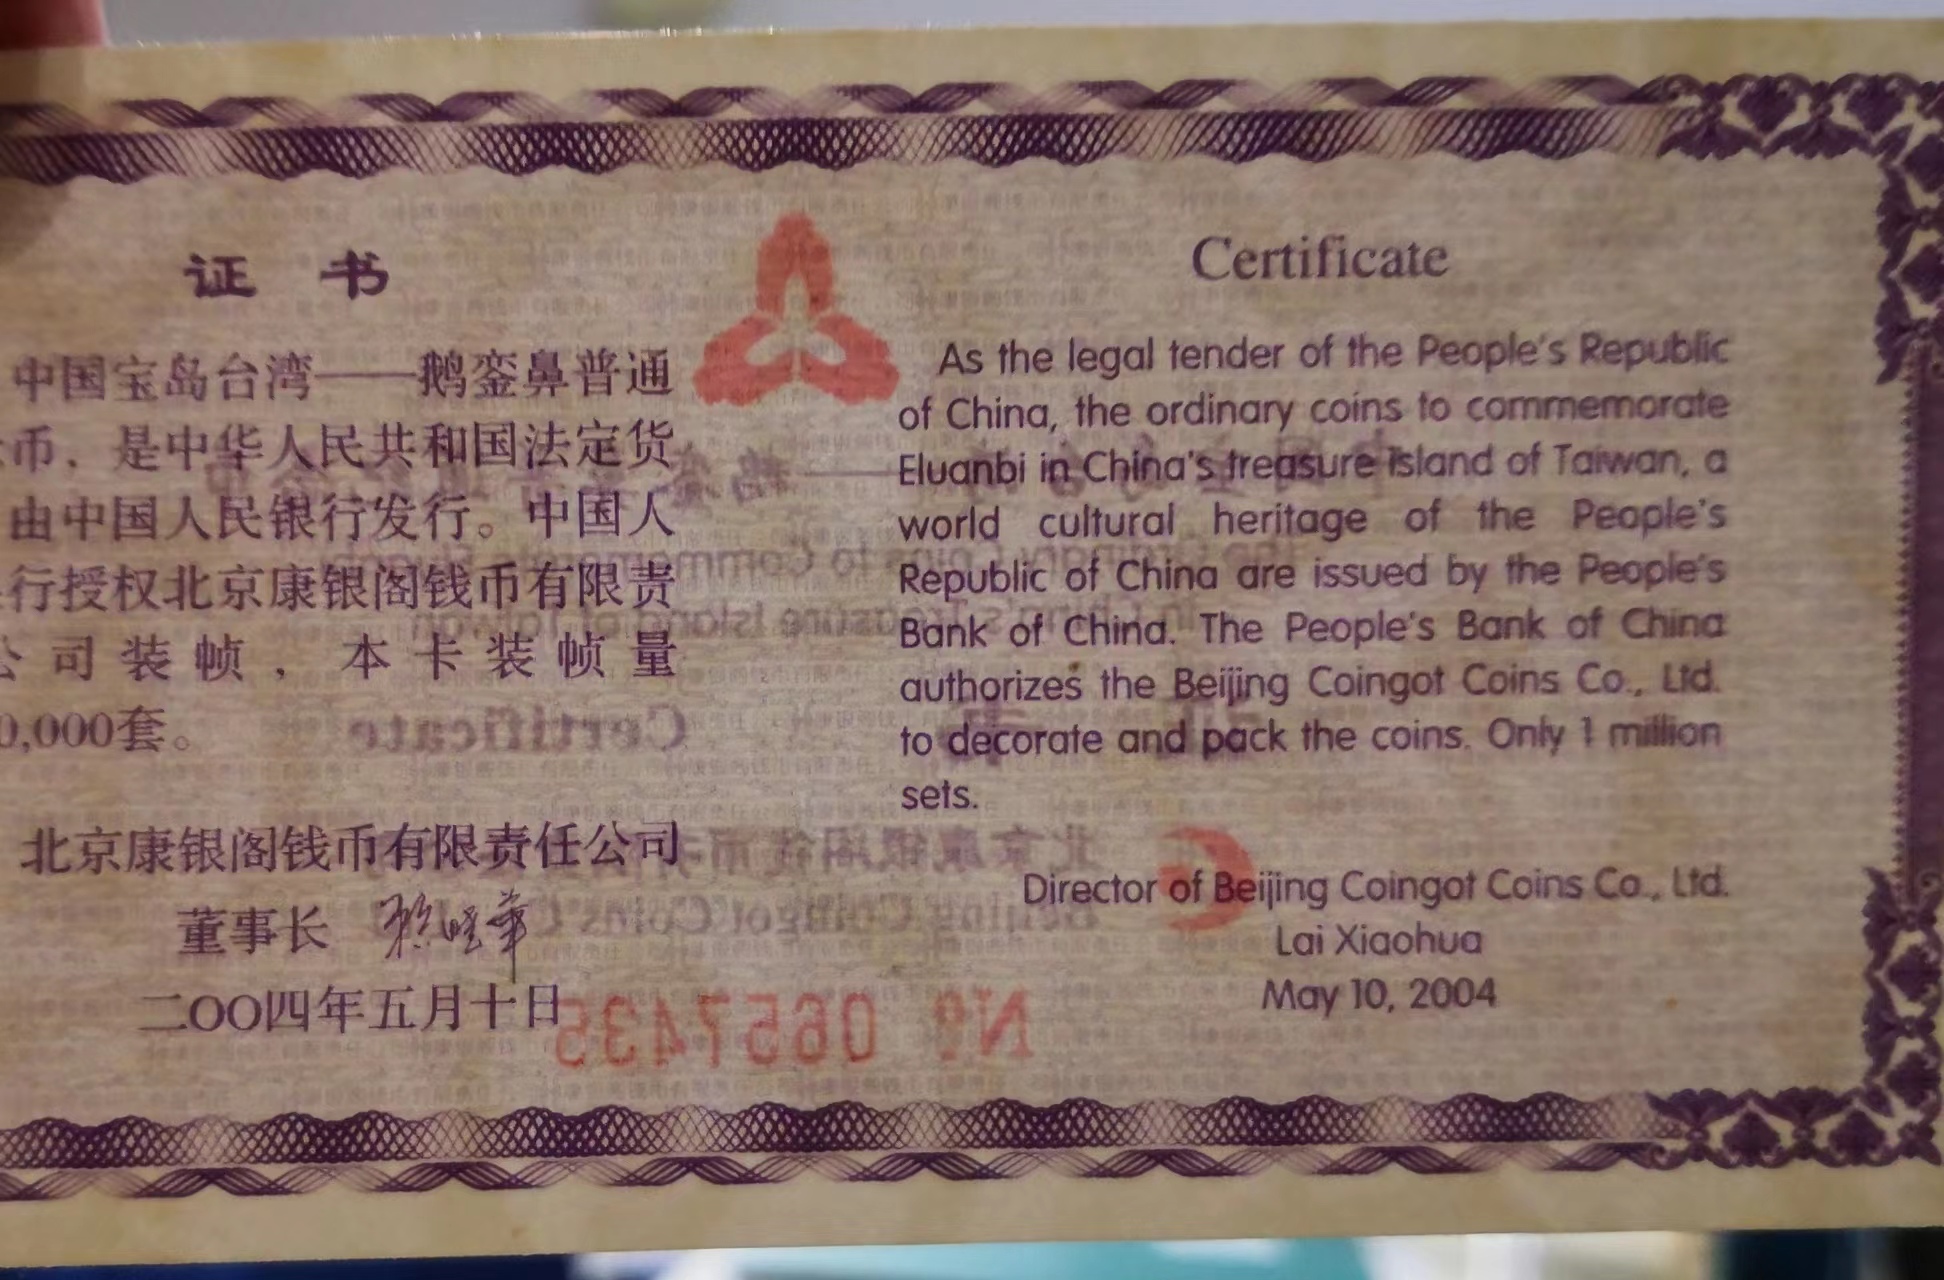 证 书
中国宝岛台湾——鹅銮鼻普通
币，是中华人民共和国法定货
由中国人民银行发行。中国人
行授权北京康银阁钱币有限责
公司装帧，本卡装帧量
0,000套。
北京康银阁钱币有限责任公司
董事长 赖晓华
二〇〇四年五月十日
Certificate
As the legal tender of the People's Republic
of China, the ordinary coins to commemorate
Eluanbi in China's treasure island of Taiwan, a
world cultural heritage of the People's
Republic of China are issued by the People's
Bank of China. The People's Bank of China
authorizes the Beijing Coingot Coins Co., Ltd.
to decorate and pack the coins. Only 1 million
sets.
Director of Beijing Coingot Coins Co., Ltd.
Lai Xiaohua
May 10, 2004
Certificate
№ 0657435